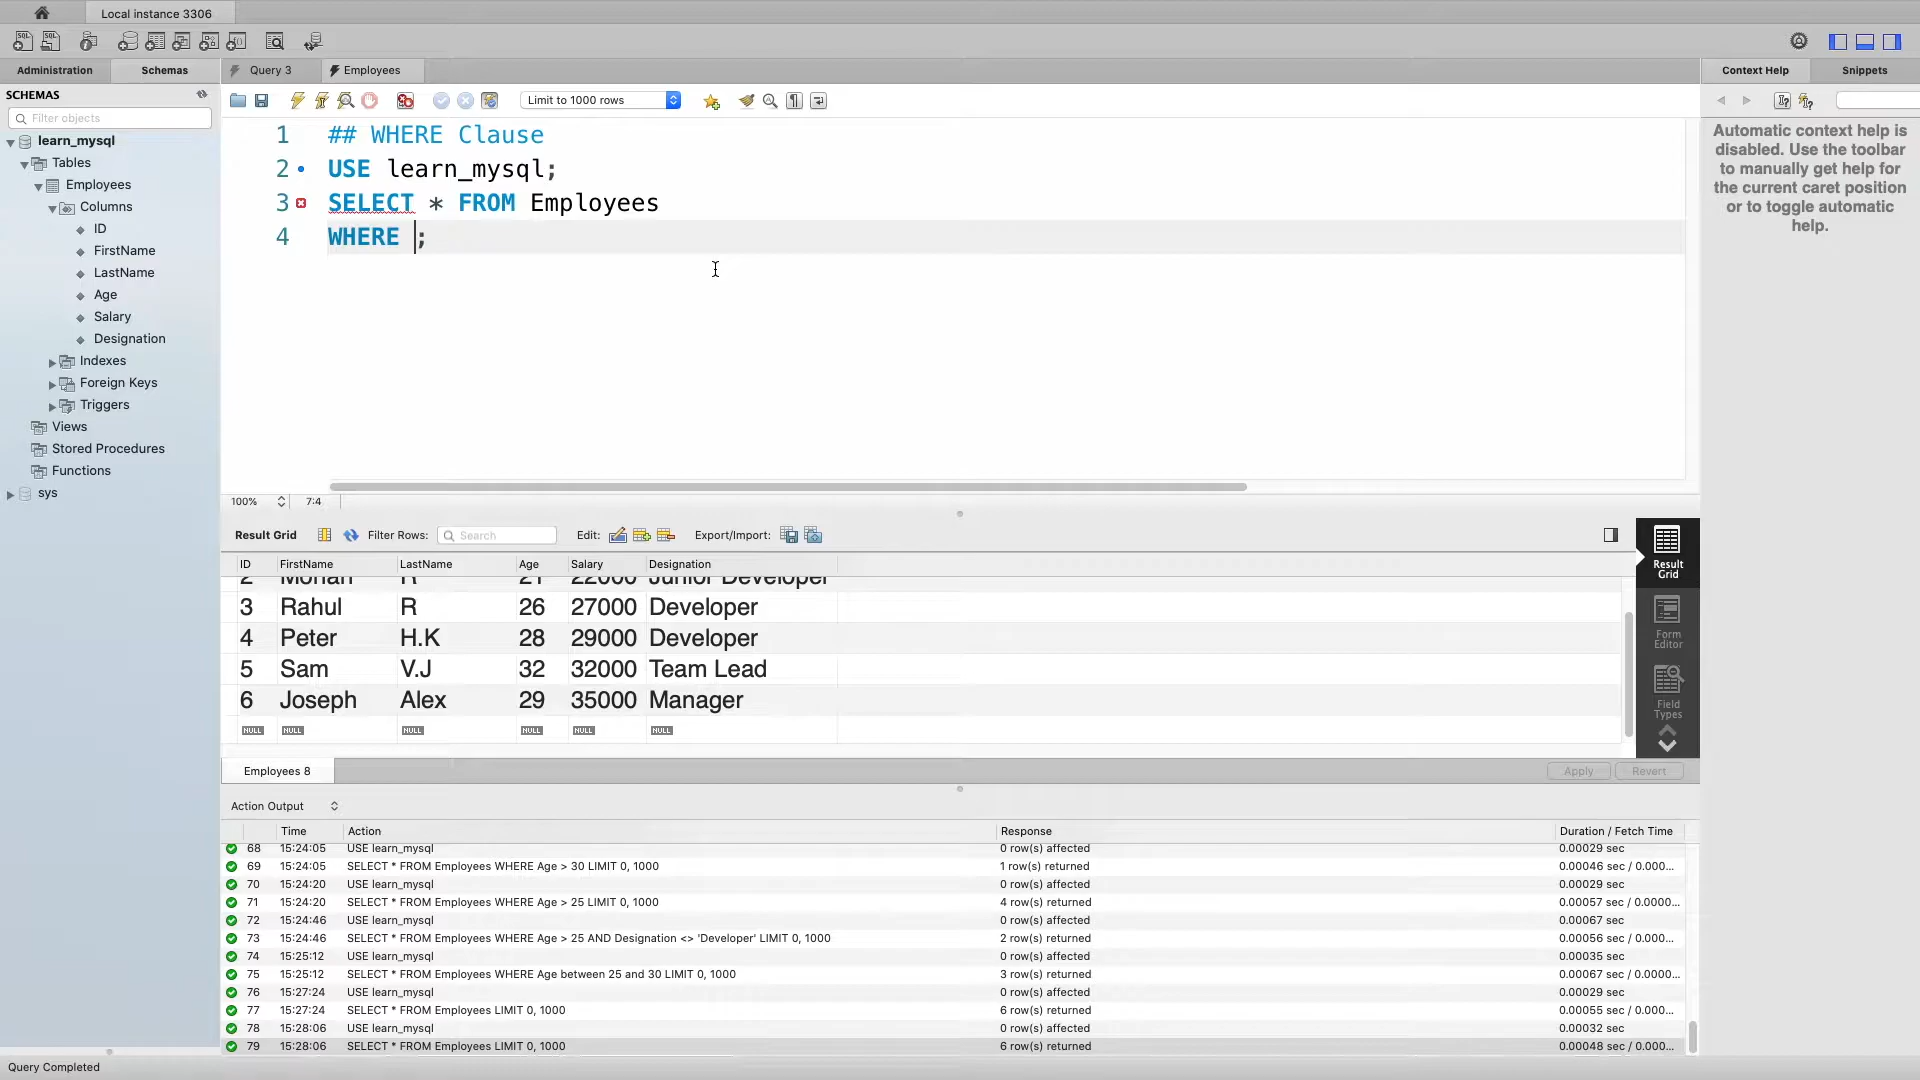 Local instance 3306
Administration
Schemas
Query 3
Employees
Context Help
Snippets
SCHEMAS
Filter objects
Limit to 1000 rows
learn_mysql
Tables
Employees
Columns
ID
FirstName
LastName
Age
Salary
Designation
Indexes
Foreign Keys
Triggers
Views
Stored Procedures
Functions
sys
1 ## WHERE Clause
2 USE learn_mysql;
3 SELECT * FROM Employees
4 WHERE ;
Automatic context help is
disabled. Use the toolbar
to manually get help for
the current caret position
or to toggle automatic
help.
100% 7:4
Result Grid Filter Rows: Search Edit: Export/Import:
ID FirstName LastName Age Salary Designation
2 Mohan R 21 22000 Junior Developer
3 Rahul R 26 27000 Developer
4 Peter H.K 28 29000 Developer
5 Sam V.J 32 32000 Team Lead
6 Joseph Alex 29 35000 Manager
NULL NULL NULL NULL NULL NULL
Result
Grid
Form
Editor
Field
Types
Employees 8
Apply Revert
Action Output
Time Action Response Duration / Fetch Time
68 15:24:05 USE learn_mysql 0 row(s) affected 0.00029 sec
69 15:24:05 SELECT * FROM Employees WHERE Age > 30 LIMIT 0, 1000 1 row(s) returned 0.00046 sec / 0.000...
70 15:24:20 USE learn_mysql 0 row(s) affected 0.00029 sec
71 15:24:20 SELECT * FROM Employees WHERE Age > 25 LIMIT 0, 1000 4 row(s) returned 0.00057 sec / 0.0000...
72 15:24:46 USE learn_mysql 0 row(s) affected 0.00067 sec
73 15:24:46 SELECT * FROM Employees WHERE Age > 25 AND Designation <> 'Developer' LIMIT 0, 1000 2 row(s) returned 0.00056 sec / 0.000...
74 15:25:12 USE learn_mysql 0 row(s) affected 0.00035 sec
75 15:25:12 SELECT * FROM Employees WHERE Age between 25 and 30 LIMIT 0, 1000 3 row(s) returned 0.00067 sec / 0.0000...
76 15:27:24 USE learn_mysql 0 row(s) affected 0.00029 sec
77 15:27:24 SELECT * FROM Employees LIMIT 0, 1000 6 row(s) returned 0.00055 sec / 0.000...
78 15:28:06 USE learn_mysql 0 row(s) affected 0.00032 sec
79 15:28:06 SELECT * FROM Employees LIMIT 0, 1000 6 row(s) returned 0.00048 sec / 0.000...
Query Completed